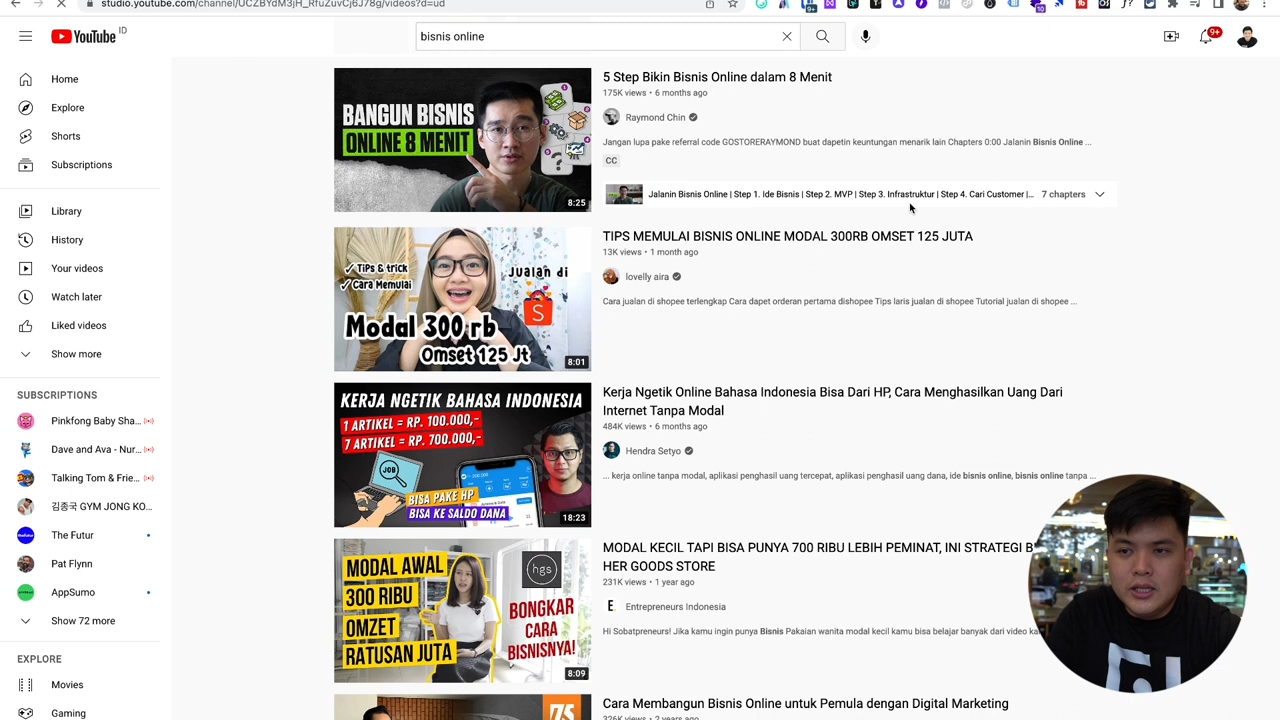 studio.youtube.com/channel/UCZBYdM3jH_RfuZuvCj6J78g/videos?d=ud
YouTube ID
bisnis online
9+
Home
Explore
Shorts
Subscriptions
Library
History
Your videos
Watch later
Liked videos
Show more
SUBSCRIPTIONS
Pinkfong Baby Sha...
Dave and Ava - Nur...
Talking Tom & Frie...
김종국 GYM JONG KO...
The Futur
Pat Flynn
AppSumo
Show 72 more
EXPLORE
Movies
Gaming
BANGUN BISNIS
ONLINE 8 MENIT
8:25
5 Step Bikin Bisnis Online dalam 8 Menit
175K views • 6 months ago
Raymond Chin
Jangan lupa pake referral code GOSTORERAYMOND buat dapetin keuntungan menarik lain Chapters 0:00 Jalanin Bisnis Online ...
CC
Jalanin Bisnis Online | Step 1. Ide Bisnis | Step 2. MVP | Step 3. Infrastruktur | Step 4. Cari Customer |... 7 chapters
✓ Tips & trick
✓ Cara Memulai
Jualan di
S
Modal 300 rb
Omset 125 Jt
8:01
TIPS MEMULAI BISNIS ONLINE MODAL 300RB OMSET 125 JUTA
13K views • 1 month ago
lovelly aira
Cara jualan di shopee terlengkap Cara dapet orderan pertama dishopee Tips laris jualan di shopee Tutorial jualan di shopee ...
KERJA NGETIK BAHASA INDONESIA
1 ARTIKEL = RP. 100.000,-
7 ARTIKEL = RP. 700.000,-
JOB
BISA PAKE HP
BISA KE SALDO DANA
18:23
Kerja Ngetik Online Bahasa Indonesia Bisa Dari HP, Cara Menghasilkan Uang Dari
Internet Tanpa Modal
484K views • 6 months ago
Hendra Setyo
... kerja online tanpa modal, aplikasi penghasil uang tercepat, aplikasi penghasil uang dana, ide bisnis online, bisnis online tanpa ...
MODAL AWAL
300 RIBU
OMZET
RATUSAN JUTA
hgs
BONGKAR
CARA
BISNISNYA!
8:09
MODAL KECIL TAPI BISA PUNYA 700 RIBU LEBIH PEMINAT, INI STRATEGI B
HER GOODS STORE
231K views • 1 year ago
E
Entrepreneurs Indonesia
Hi Sobatpreneurs! Jika kamu ingin punya Bisnis Pakaian wanita modal kecil kamu bisa belajar banyak dari video ka
Cara Membangun Bisnis Online untuk Pemula dengan Digital Marketing
326K views • 2 years ago